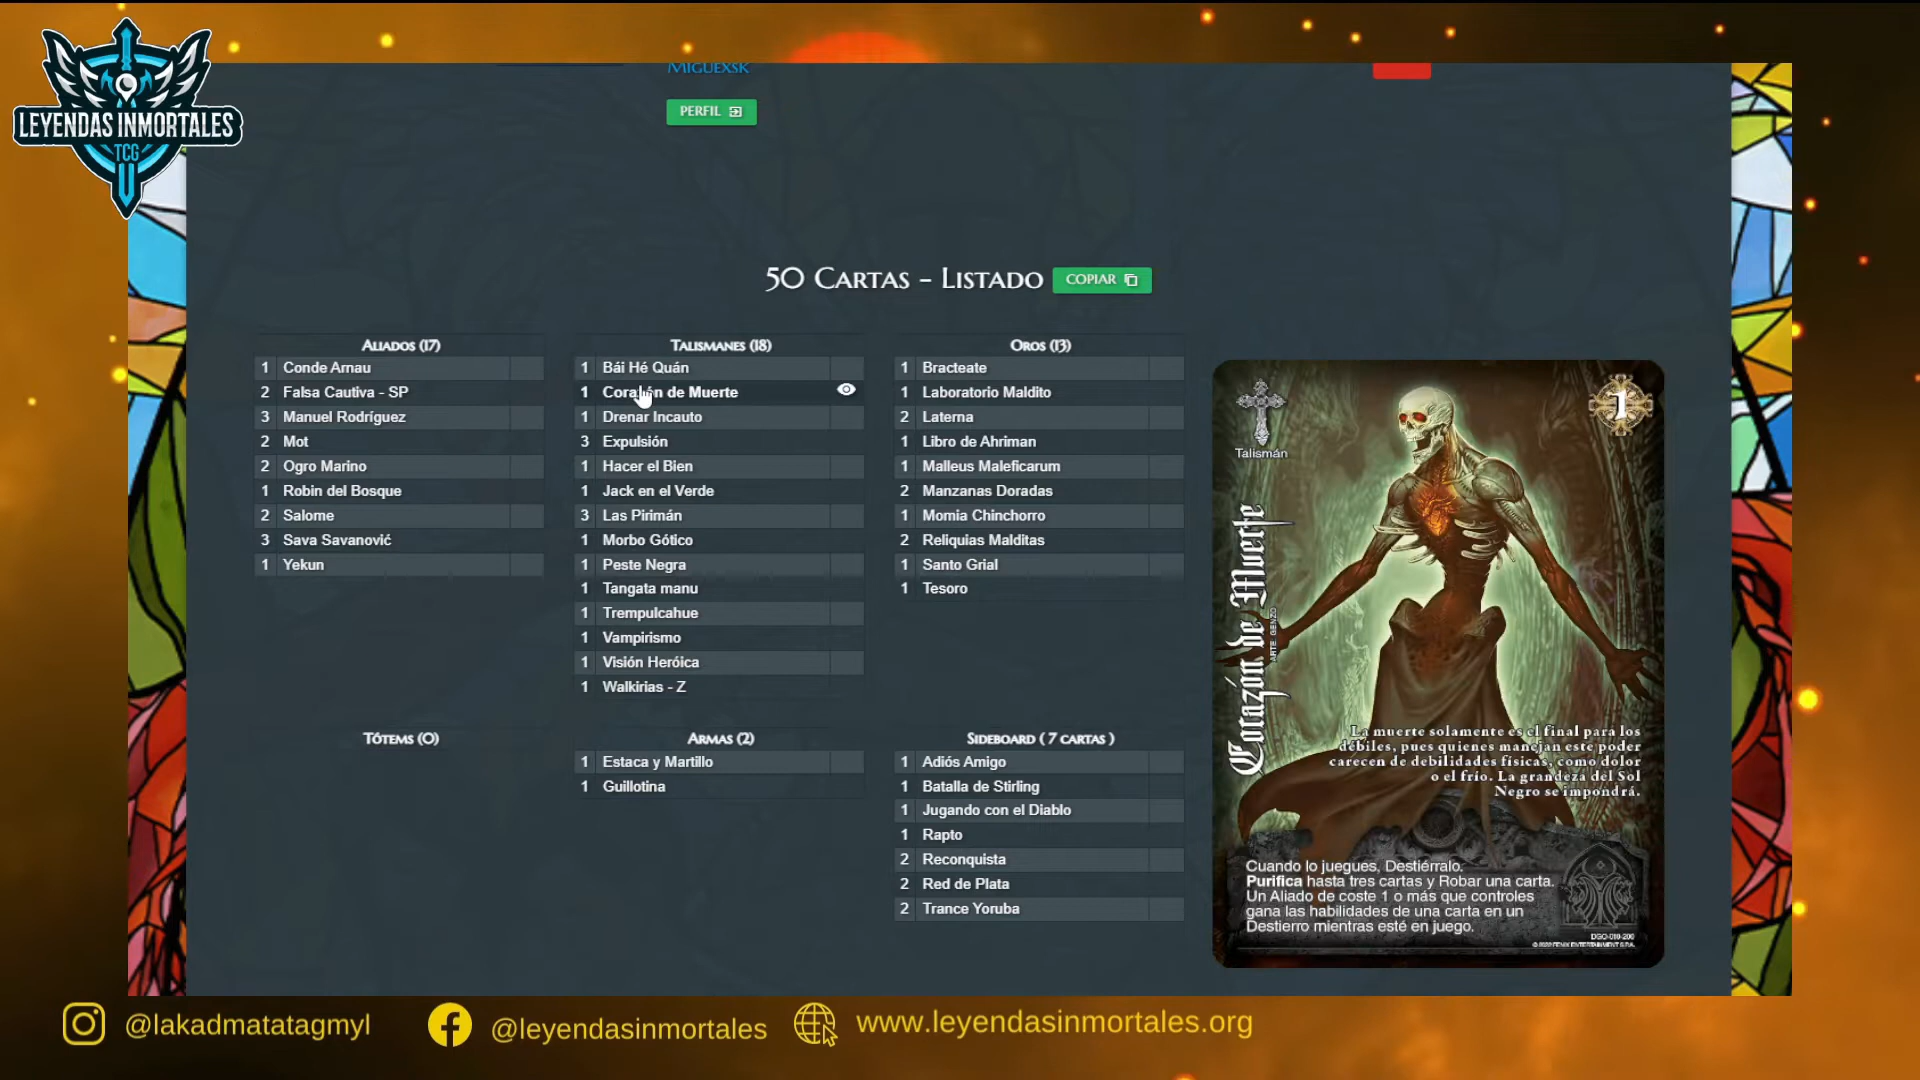 LEYENDAS INMORTALES
TCG
MIGUEXSK
PERFIL
50 CARTAS - LISTADO
COPIAR
ALIADOS (17)
1 Conde Arnau
2 Falsa Cautiva - SP
3 Manuel Rodríguez
2 Mot
2 Ogro Marino
1 Robin del Bosque
2 Salome
3 Sava Savanović
1 Yekun
TALISMANES (18)
1 Bái Hé Quán
1 Corazón de Muerte
1 Drenar Incauto
3 Expulsión
1 Hacer el Bien
1 Jack en el Verde
3 Las Pirimán
1 Morbo Gótico
1 Peste Negra
1 Tangata manu
1 Trempulcahue
1 Vampirismo
1 Visión Heróica
1 Walkirias - Z
OROS (13)
1 Bracteate
1 Laboratorio Maldito
2 Laterna
1 Libro de Ahriman
1 Malleus Maleficarum
2 Manzanas Doradas
1 Momia Chinchorro
2 Reliquias Malditas
1 Santo Grial
1 Tesoro
TÓTEMS (0)
ARMAS (2)
1 Estaca y Martillo
1 Guillotina
SIDEBOARD ( 7 CARTAS )
1 Adiós Amigo
1 Batalla de Stirling
1 Jugando con el Diablo
1 Rapto
2 Reconquista
2 Red de Plata
2 Trance Yoruba
Talismán
1
Corazón de Muerte
ARTE: GENZO
La muerte solamente es el final para los
débiles, pues quienes manejan este poder
carecen de debilidades físicas, como dolor
o el frío. La grandeza del Sol
Negro se impondrá.
Cuando lo juegues, Destiérralo.
Purifica hasta tres cartas y Robar una carta.
Un Aliado de coste 1 o más que controles
gana las habilidades de una carta en un
Destierro mientras esté en juego.
DGO-010-200
© 2022 FENIX ENTERTAINMENT S.P.A.
@lakadmatatagmyl
@leyendasinmortales
www.leyendasinmortales.org